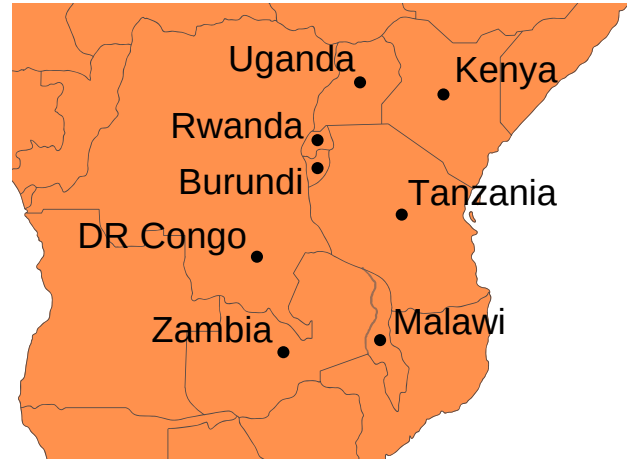 Uganda
Kenya
Rwanda
Burundi
Tanzania
DR Congo
Malawi
Zambia